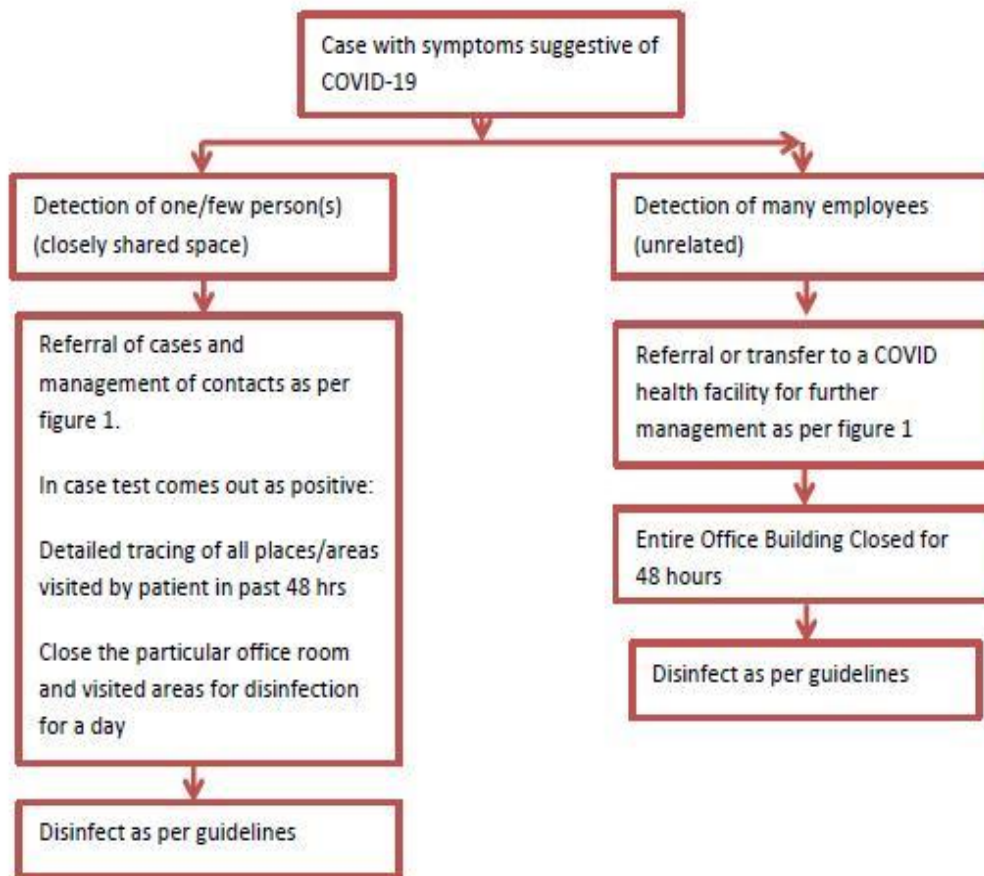 Case with symptoms suggestive of
COVID-19
Detection of one/few person(s)
(closely shared space)
Referral of cases and
management of contacts as per
figure 1.
In case test comes out as positive:
Detailed tracing of all places/areas
visited by patient in past 48 hrs
Close the particular office room
and visited areas for disinfection
for a day
Disinfect as per guidelines
Detection of many employees
(unrelated)
Referral or transfer to a COVID
health facility for further
management as per figure 1
Entire Office Building Closed for
48 hours
Disinfect as per guidelines